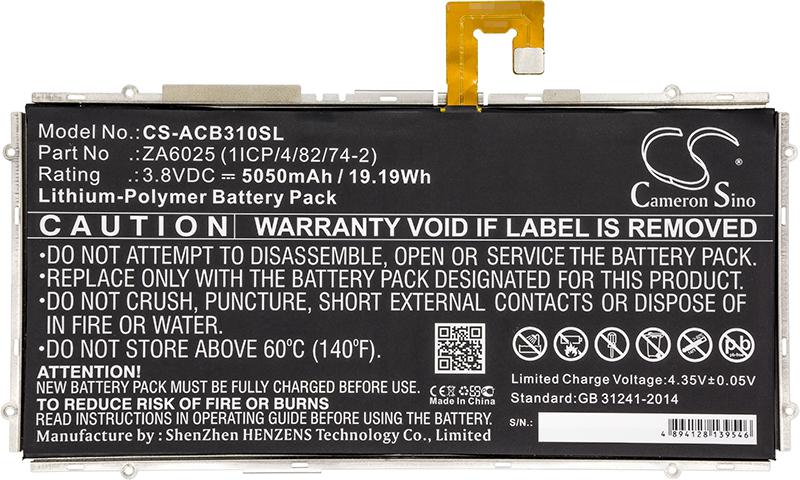 Model No.:CS-ACB310SL
Part No :ZA6025 (1ICP/4/82/74-2)
Rating :3.8VDC ⎓ 5050mAh / 19.19Wh
Lithium-Polymer Battery Pack
CS
Cameron Sino
CAUTION WARRANTY VOID IF LABEL IS REMOVED
•DO NOT ATTEMPT TO DISASSEMBLE, OPEN OR SERVICE THE BATTERY PACK.
•REPLACE ONLY WITH THE BATTERY PACK DESIGNATED FOR THIS PRODUCT.
•DO NOT CRUSH, PUNCTURE, SHORT EXTERNAL CONTACTS OR DISPOSE OF
IN FIRE OR WATER.
•DO NOT STORE ABOVE 60°C (140°F).
ATTENTION!!!
NEW BATTERY PACK MUST BE FULLY CHARGED BEFORE USE
TO REDUCE RISK OF FIRE OR BURNS
READ INSTRUCTIONS IN OPERATING GUIDE BEFORE USING BATTERY
Manufacture by : ShenZhen HENZENS Technology Co., Limited
CE
Made In China
Pb
Limited Charge Voltage:4.35V±0.05V
Standard:GB 31241-2014
S/N.:
4 894128 139546